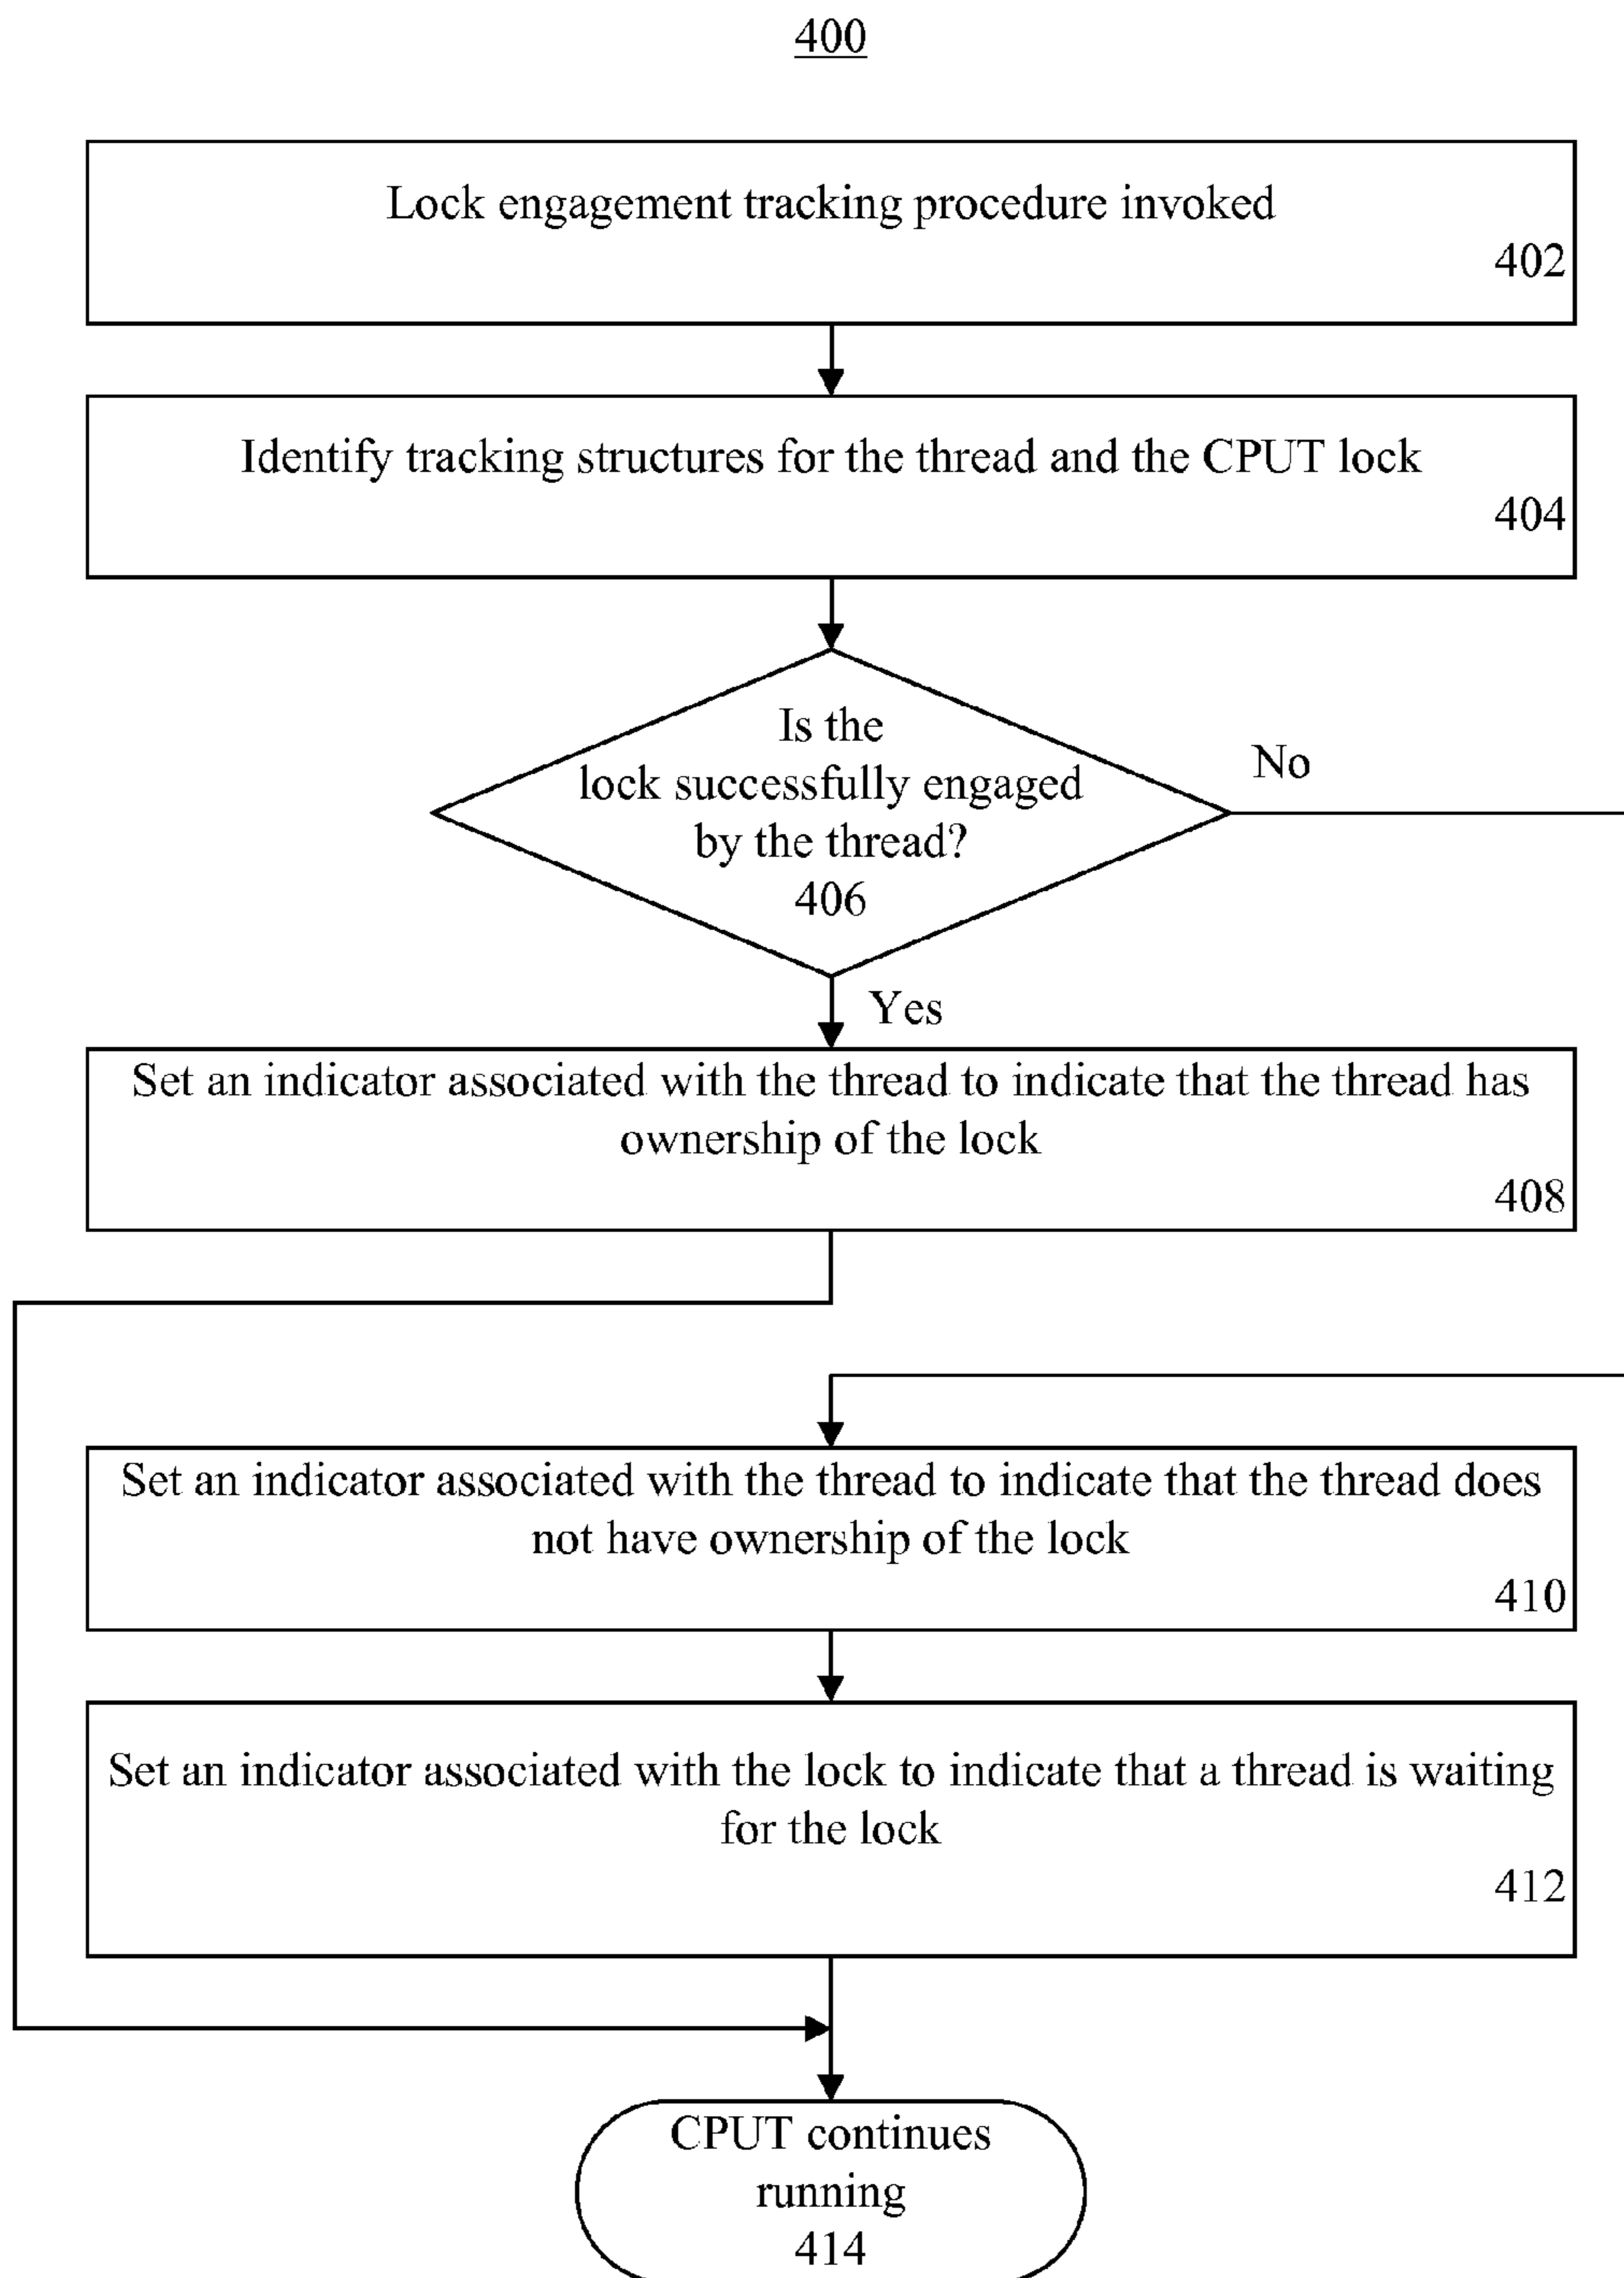 400
Lock engagement tracking procedure invoked
402
Identify tracking structures for the thread and the CPUT lock
404
Is the
lock successfully engaged
by the thread?
406
No
Yes
Set an indicator associated with the thread to indicate that the thread has
ownership of the lock
408
Set an indicator associated with the thread to indicate that the thread does
not have ownership of the lock
410
Set an indicator associated with the lock to indicate that a thread is waiting
for the lock
412
CPUT continues
running
414